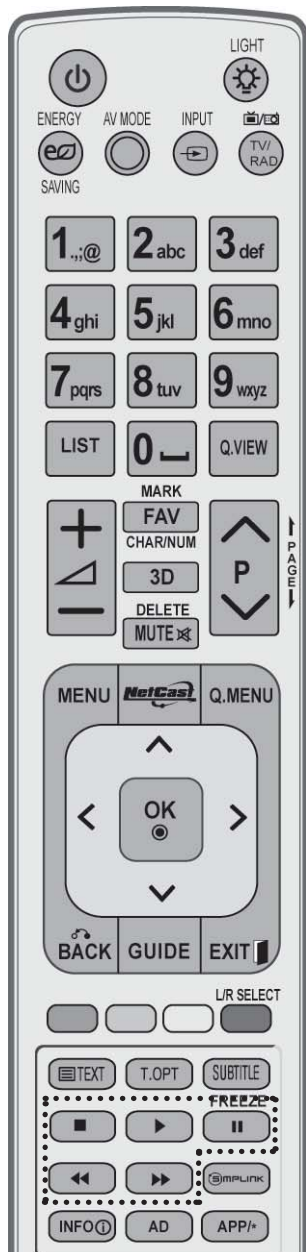 LIGHT
ENERGY AV MODE INPUT
TV/
RAD
SAVING
1.,;@ 2abc 3def
4ghi 5jkl 6mno
7pqrs 8tuv 9wxyz
LIST 0 Q.VIEW
MARK
FAV
CHAR/NUM
3D
P
PAGE
DELETE
MUTE
MENU NetCast Q.MENU
OK
BACK GUIDE EXIT
L/R SELECT
TEXT T.OPT SUBTITLE
FREEZE
SIMPLINK
INFO AD APP/*